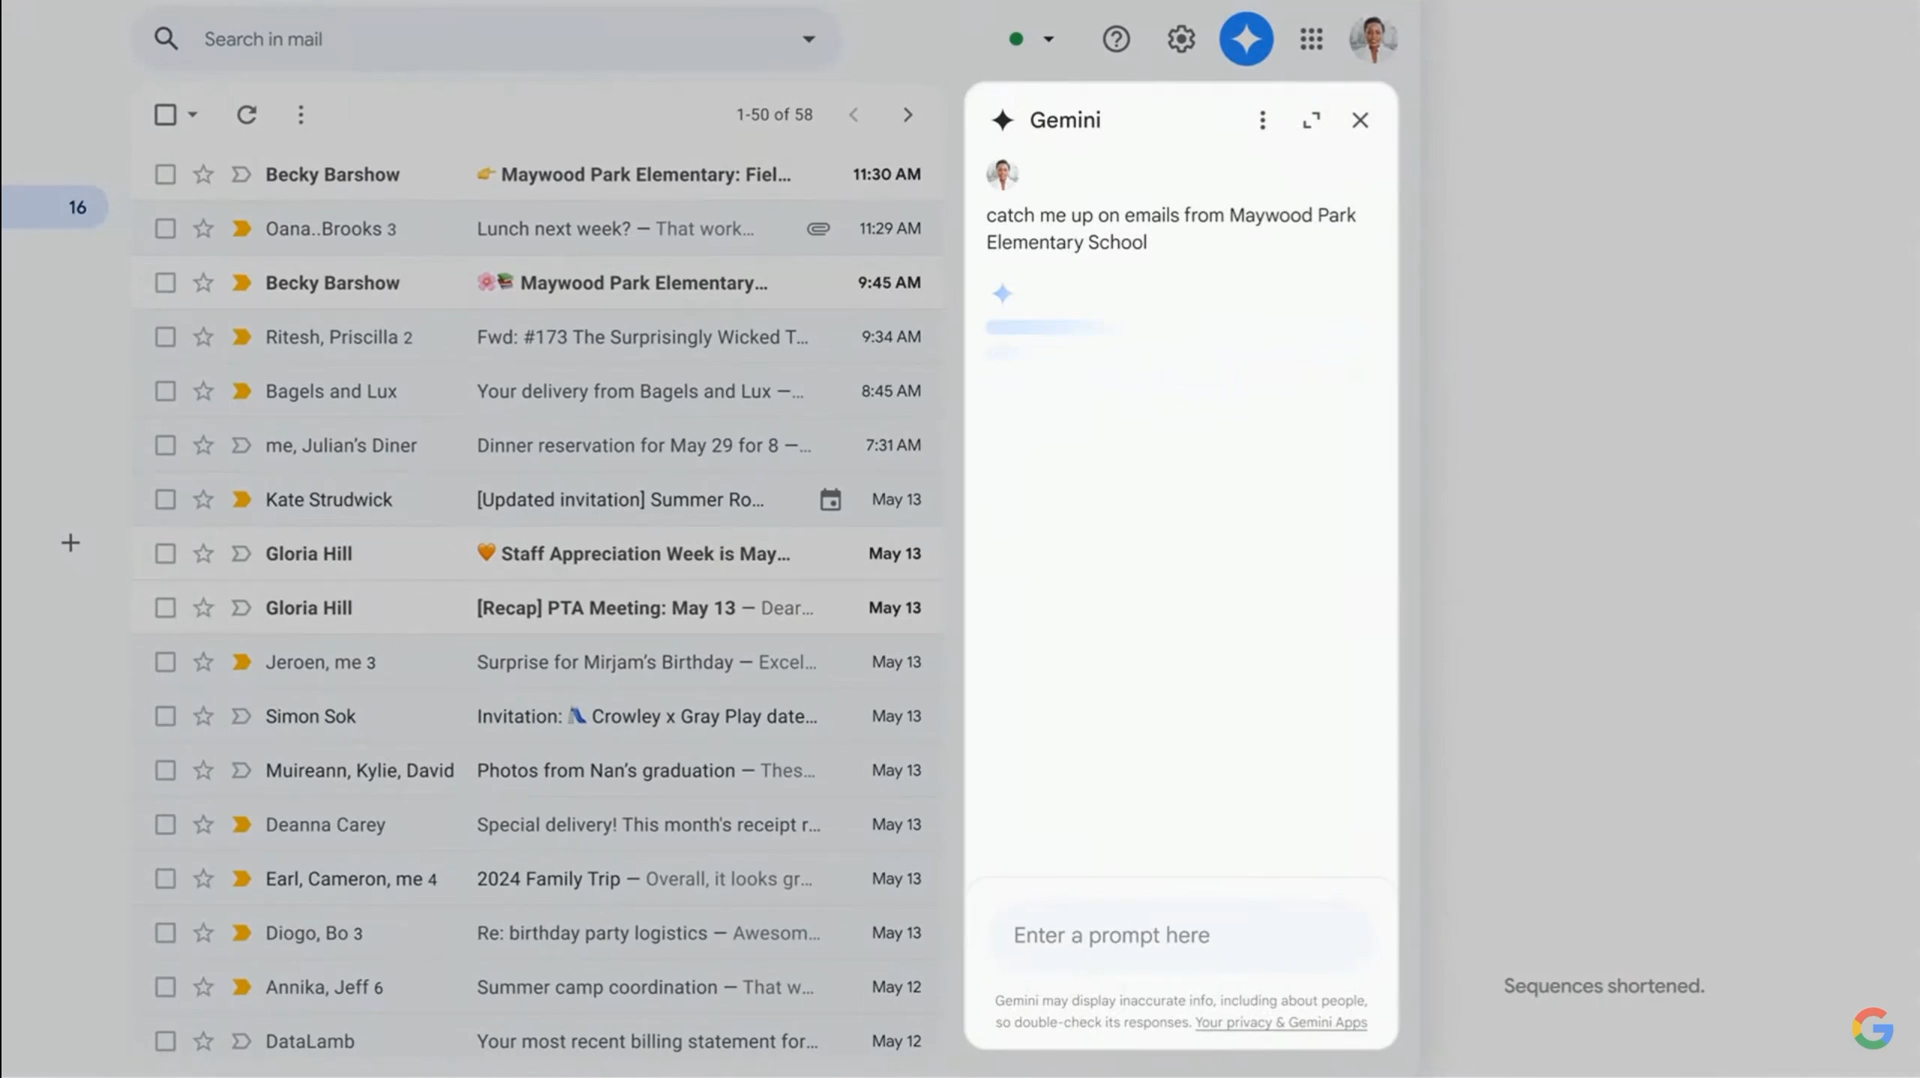 Search in mail
1-50 of 58
16
Becky Barshow Maywood Park Elementary: Fiel... 11:30 AM
Oana..Brooks 3 Lunch next week? — That work... 11:29 AM
Becky Barshow Maywood Park Elementary... 9:45 AM
Ritesh, Priscilla 2 Fwd: #173 The Surprisingly Wicked T... 9:34 AM
Bagels and Lux Your delivery from Bagels and Lux —... 8:45 AM
me, Julian’s Diner Dinner reservation for May 29 for 8 —... 7:31 AM
Kate Strudwick [Updated invitation] Summer Ro... May 13
Gloria Hill 🧡 Staff Appreciation Week is May... May 13
Gloria Hill [Recap] PTA Meeting: May 13 — Dear... May 13
Jeroen, me 3 Surprise for Mirjam’s Birthday — Excel... May 13
Simon Sok Invitation: Crowley x Gray Play date... May 13
Muireann, Kylie, David Photos from Nan’s graduation — Thes... May 13
Deanna Carey Special delivery! This month's receipt r... May 13
Earl, Cameron, me 4 2024 Family Trip — Overall, it looks gr... May 13
Diogo, Bo 3 Re: birthday party logistics — Awesom... May 13
Annika, Jeff 6 Summer camp coordination — That w... May 12
DataLamb Your most recent billing statement for... May 12
Gemini
catch me up on emails from Maywood Park
Elementary School
Enter a prompt here
Gemini may display inaccurate info, including about people,
so double-check its responses. Your privacy & Gemini Apps
Sequences shortened.